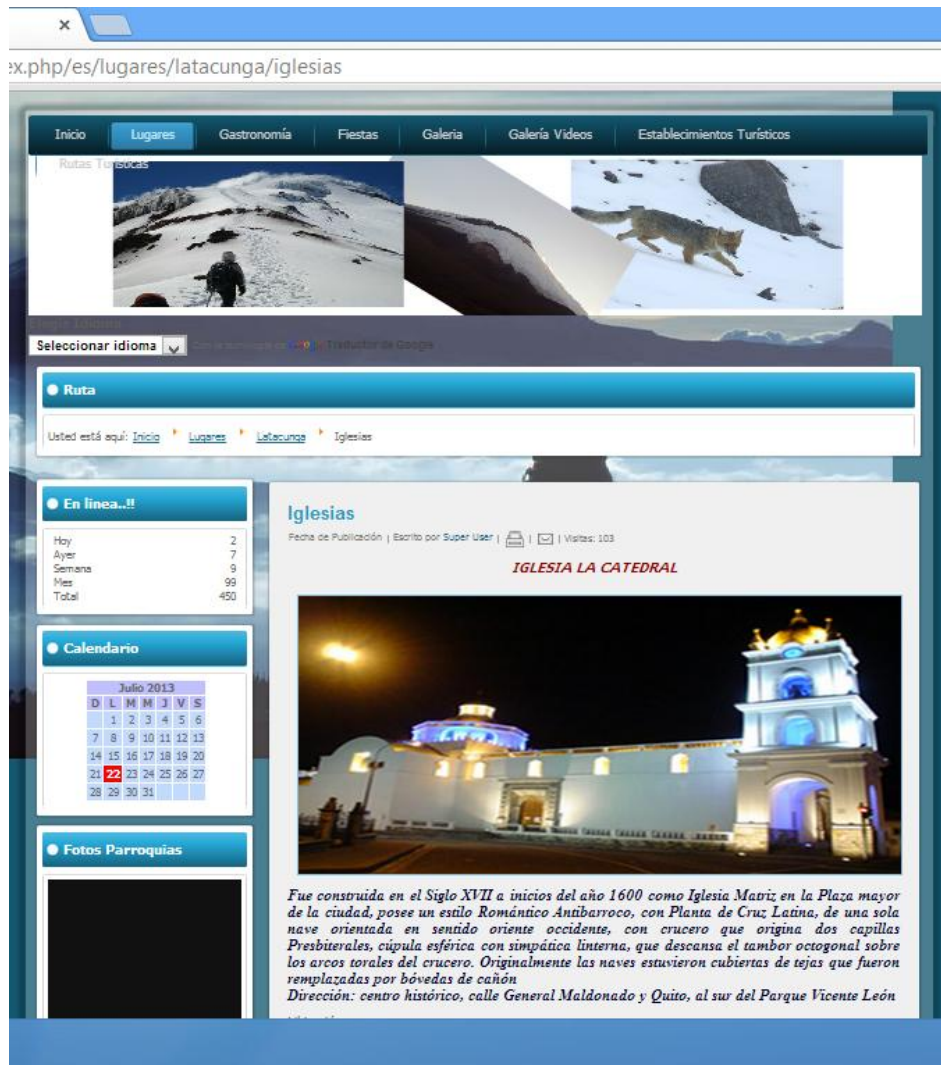 ex.php/es/lugares/latacunga/iglesias
Inicio Lugares Gastronomía Fiestas Galeria Galería Videos Establecimientos Turísticos
Rutas Turísticas
Elegir Idioma
Seleccionar idioma
Traductor de Google
Ruta
Usted está aquí: Inicio Lugares Latacunga Iglesias
En linea..!!
Hoy 2
Ayer 7
Semana 9
Mes 99
Total 450
Calendario
Julio 2013
D L M M J V S
1 2 3 4 5 6
7 8 9 10 11 12 13
14 15 16 17 18 19 20
21 22 23 24 25 26 27
28 29 30 31
Fotos Parroquias
Iglesias
Fecha de Publicación | Escrito por Super User | | | Visitas: 103
IGLESIA LA CATEDRAL
Fue construida en el Siglo XVII a inicios del año 1600 como Iglesia Matriz en la Plaza mayor
de la ciudad, posee un estilo Romántico Antibarroco, con Planta de Cruz Latina, de una sola
nave orientada en sentido oriente occidente, con crucero que origina dos capillas
Presbiterales, cúpula esférica con simpática linterna, que descansa el tambor octogonal sobre
los arcos torales del crucero. Originalmente las naves estuvieron cubiertas de tejas que fueron
remplazadas por bóvedas de cañón
Dirección: centro histórico, calle General Maldonado y Quito, al sur del Parque Vicente León